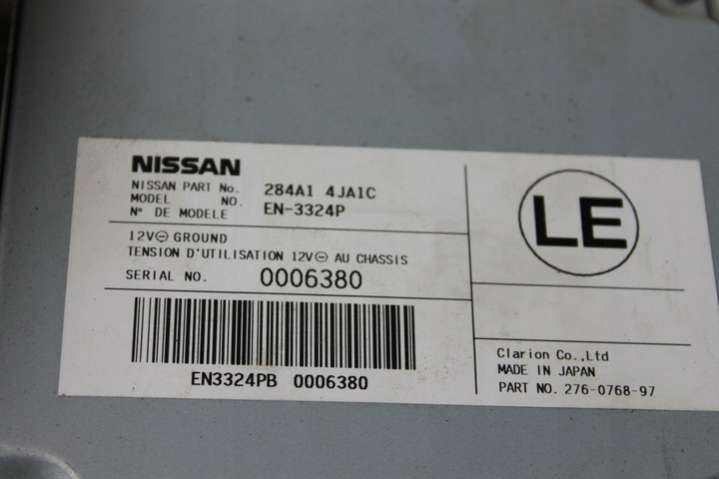 NISSAN
NISSAN PART No. 284A1 4JA1C
MODEL NO. EN-3324P
N° DE MODELE
12V⊖ GROUND
TENSION D'UTILISATION 12V⊖ AU CHASSIS
SERIAL NO. 0006380
EN3324PB 0006380
LE
Clarion Co.,Ltd
MADE IN JAPAN
PART NO. 276-0768-97